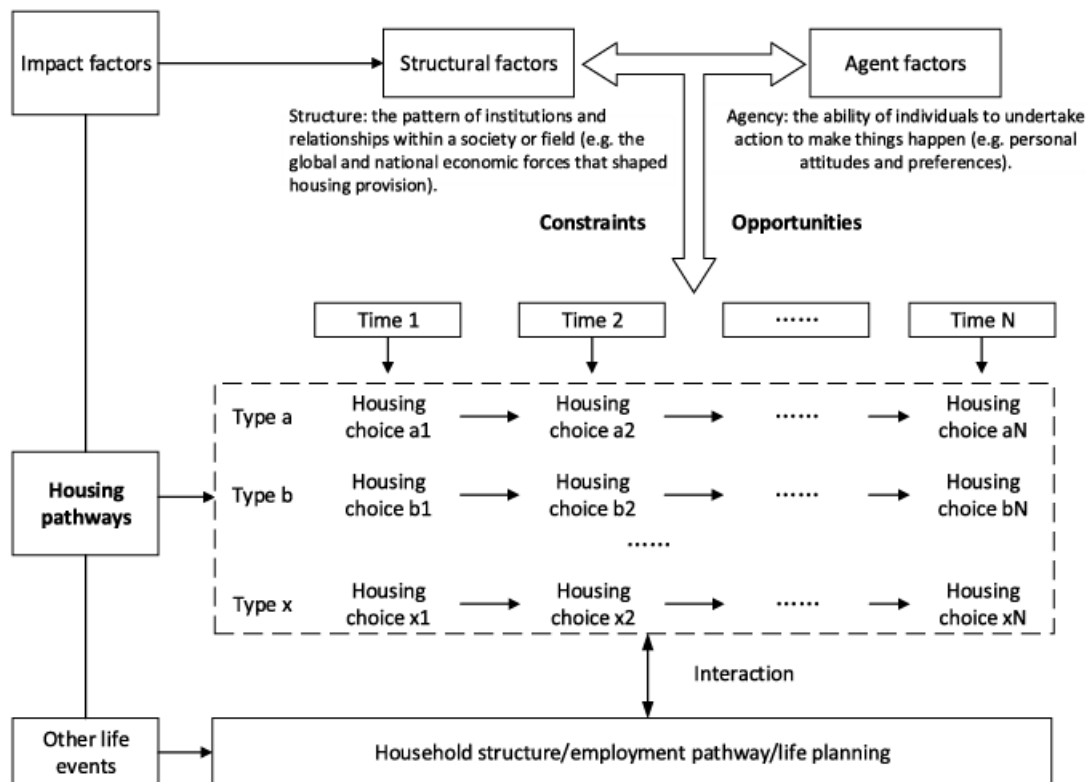 Impact factors
Structural factors
Agent factors
Structure: the pattern of institutions and
relationships within a society or field (e.g. the
global and national economic forces that shaped
housing provision).
Agency: the ability of individuals to undertake
action to make things happen (e.g. personal
attitudes and preferences).
Constraints
Opportunities
Time 1
Time 2
······
Time N
Housing
pathways
Type a
Housing
choice a1
Housing
choice a2
······
Housing
choice aN
Type b
Housing
choice b1
Housing
choice b2
······
Housing
choice bN
······
Type x
Housing
choice x1
Housing
choice x2
······
Housing
choice xN
Interaction
Other life
events
Household structure/employment pathway/life planning